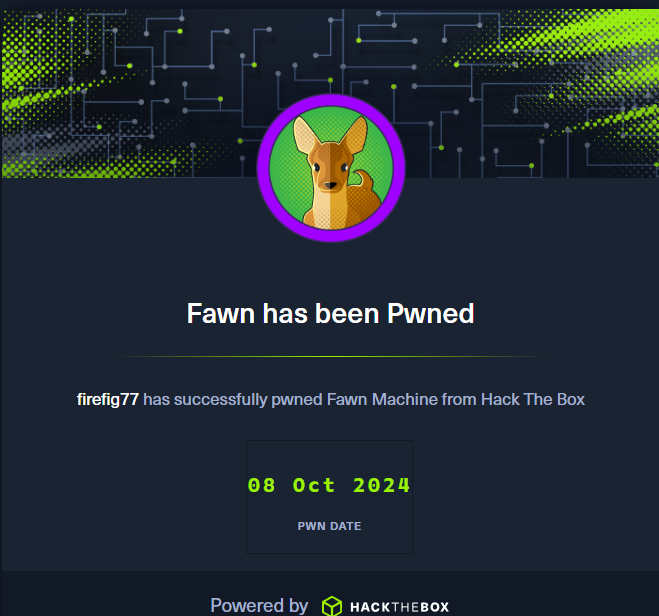 Fawn has been Pwned
firefig77 has successfully pwned Fawn Machine from Hack The Box
08 Oct 2024
PWN DATE
Powered by HACKTHEBOX